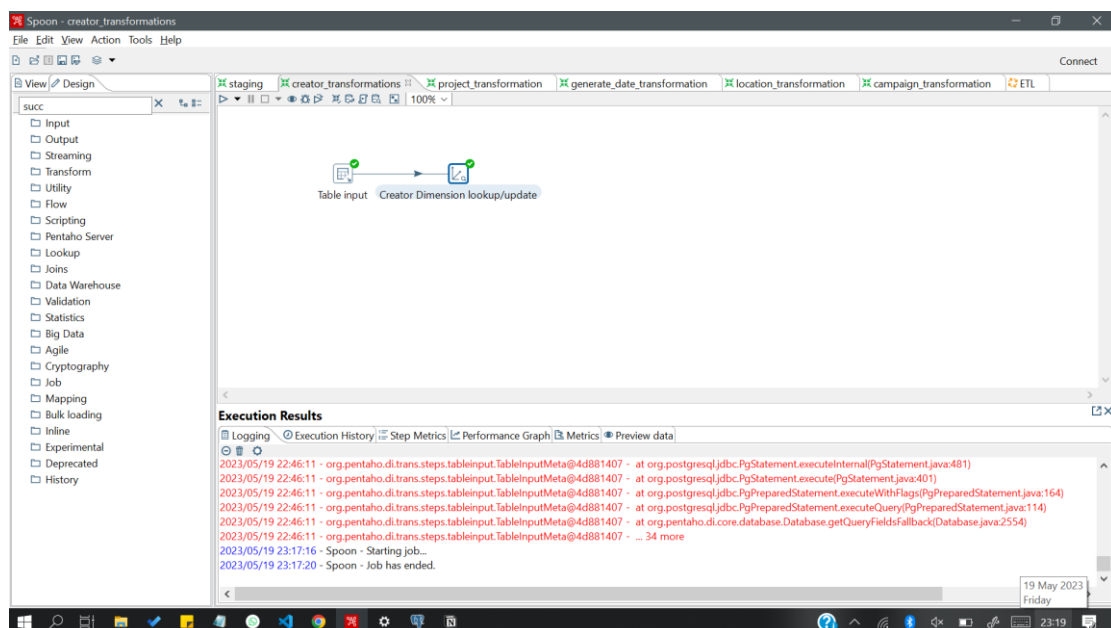 Spoon - creator_transformations
File Edit View Action Tools Help
Connect
View Design
staging creator_transformations project_transformation generate_date_transformation location_transformation campaign_transformation ETL
succ
100%
Input
Output
Streaming
Transform
Utility
Flow
Scripting
Pentaho Server
Lookup
Joins
Data Warehouse
Validation
Statistics
Big Data
Agile
Cryptography
Job
Mapping
Bulk loading
Inline
Experimental
Deprecated
History
Table input Creator Dimension lookup/update
Execution Results
Logging Execution History Step Metrics Performance Graph Metrics Preview data
2023/05/19 22:46:11 - org.pentaho.di.trans.steps.tableinput.TableInputMeta@4d881407 - at org.postgresql.jdbc.PgStatement.executeInternal(PgStatement.java:481)
2023/05/19 22:46:11 - org.pentaho.di.trans.steps.tableinput.TableInputMeta@4d881407 - at org.postgresql.jdbc.PgStatement.execute(PgStatement.java:401)
2023/05/19 22:46:11 - org.pentaho.di.trans.steps.tableinput.TableInputMeta@4d881407 - at org.postgresql.jdbc.PgPreparedStatement.executeWithFlags(PgPreparedStatement.java:164)
2023/05/19 22:46:11 - org.pentaho.di.trans.steps.tableinput.TableInputMeta@4d881407 - at org.postgresql.jdbc.PgPreparedStatement.executeQuery(PgPreparedStatement.java:114)
2023/05/19 22:46:11 - org.pentaho.di.trans.steps.tableinput.TableInputMeta@4d881407 - at org.pentaho.di.core.database.Database.getQueryFieldsFallback(Database.java:2554)
2023/05/19 22:46:11 - org.pentaho.di.trans.steps.tableinput.TableInputMeta@4d881407 - ... 34 more
2023/05/19 23:17:16 - Spoon - Starting job...
2023/05/19 23:17:20 - Spoon - Job has ended.
19 May 2023
Friday
23:19